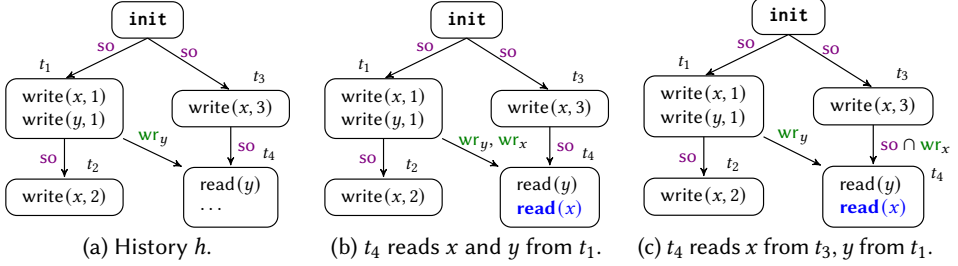 init
so
so
t1
t3
write(x, 1)
write(y, 1)
write(x, 3)
wry
so
so
t4
t2
write(x, 2)
read(y)
...
(a) History h.
init
so
so
t1
t3
write(x, 1)
write(y, 1)
write(x, 3)
wry, wrx
so
so
t4
t2
write(x, 2)
read(y)
read(x)
(b) t4 reads x and y from t1.
init
so
so
t1
t3
write(x, 1)
write(y, 1)
write(x, 3)
wry
so ∩ wrx
so
t2
t4
write(x, 2)
read(y)
read(x)
(c) t4 reads x from t3, y from t1.